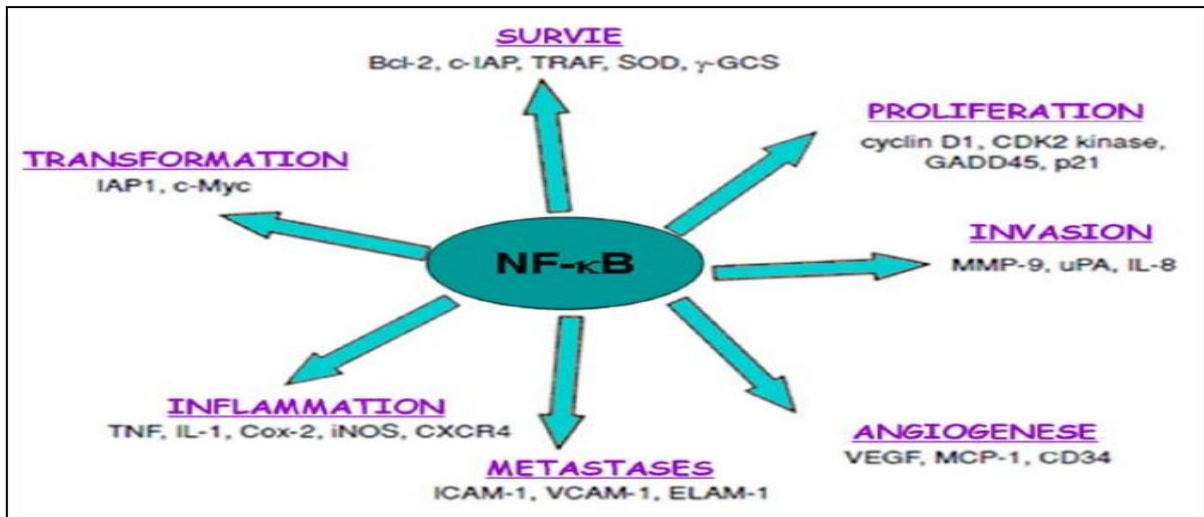 SURVIE
Bcl-2, c-IAP, TRAF, SOD, γ-GCS
PROLIFERATION
cyclin D1, CDK2 kinase,
GADD45, p21
TRANSFORMATION
IAP1, c-Myc
INVASION
MMP-9, uPA, IL-8
NF-κB
INFLAMMATION
TNF, IL-1, Cox-2, iNOS, CXCR4
ANGIOGENESE
VEGF, MCP-1, CD34
METASTASES
ICAM-1, VCAM-1, ELAM-1